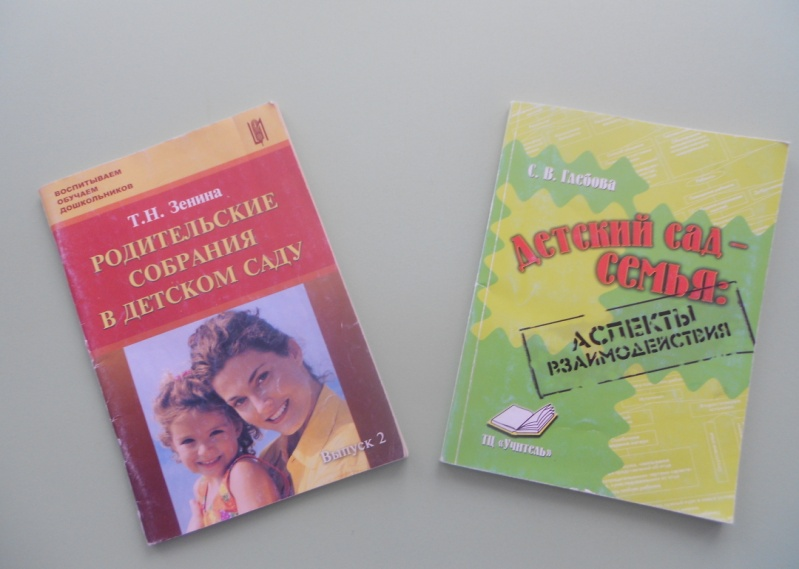 ВОСПИТЫВАЕМ
ОБУЧАЕМ
ДОШКОЛЬНИКОВ
Т.Н. Зенина
РОДИТЕЛЬСКИЕ
СОБРАНИЯ
В ДЕТСКОМ САДУ
Выпуск 2
С. В. Глебова
Детский сад –
семья:
АСПЕКТЫ
ВЗАИМОДЕЙСТВИЯ
ТЦ «Учитель»